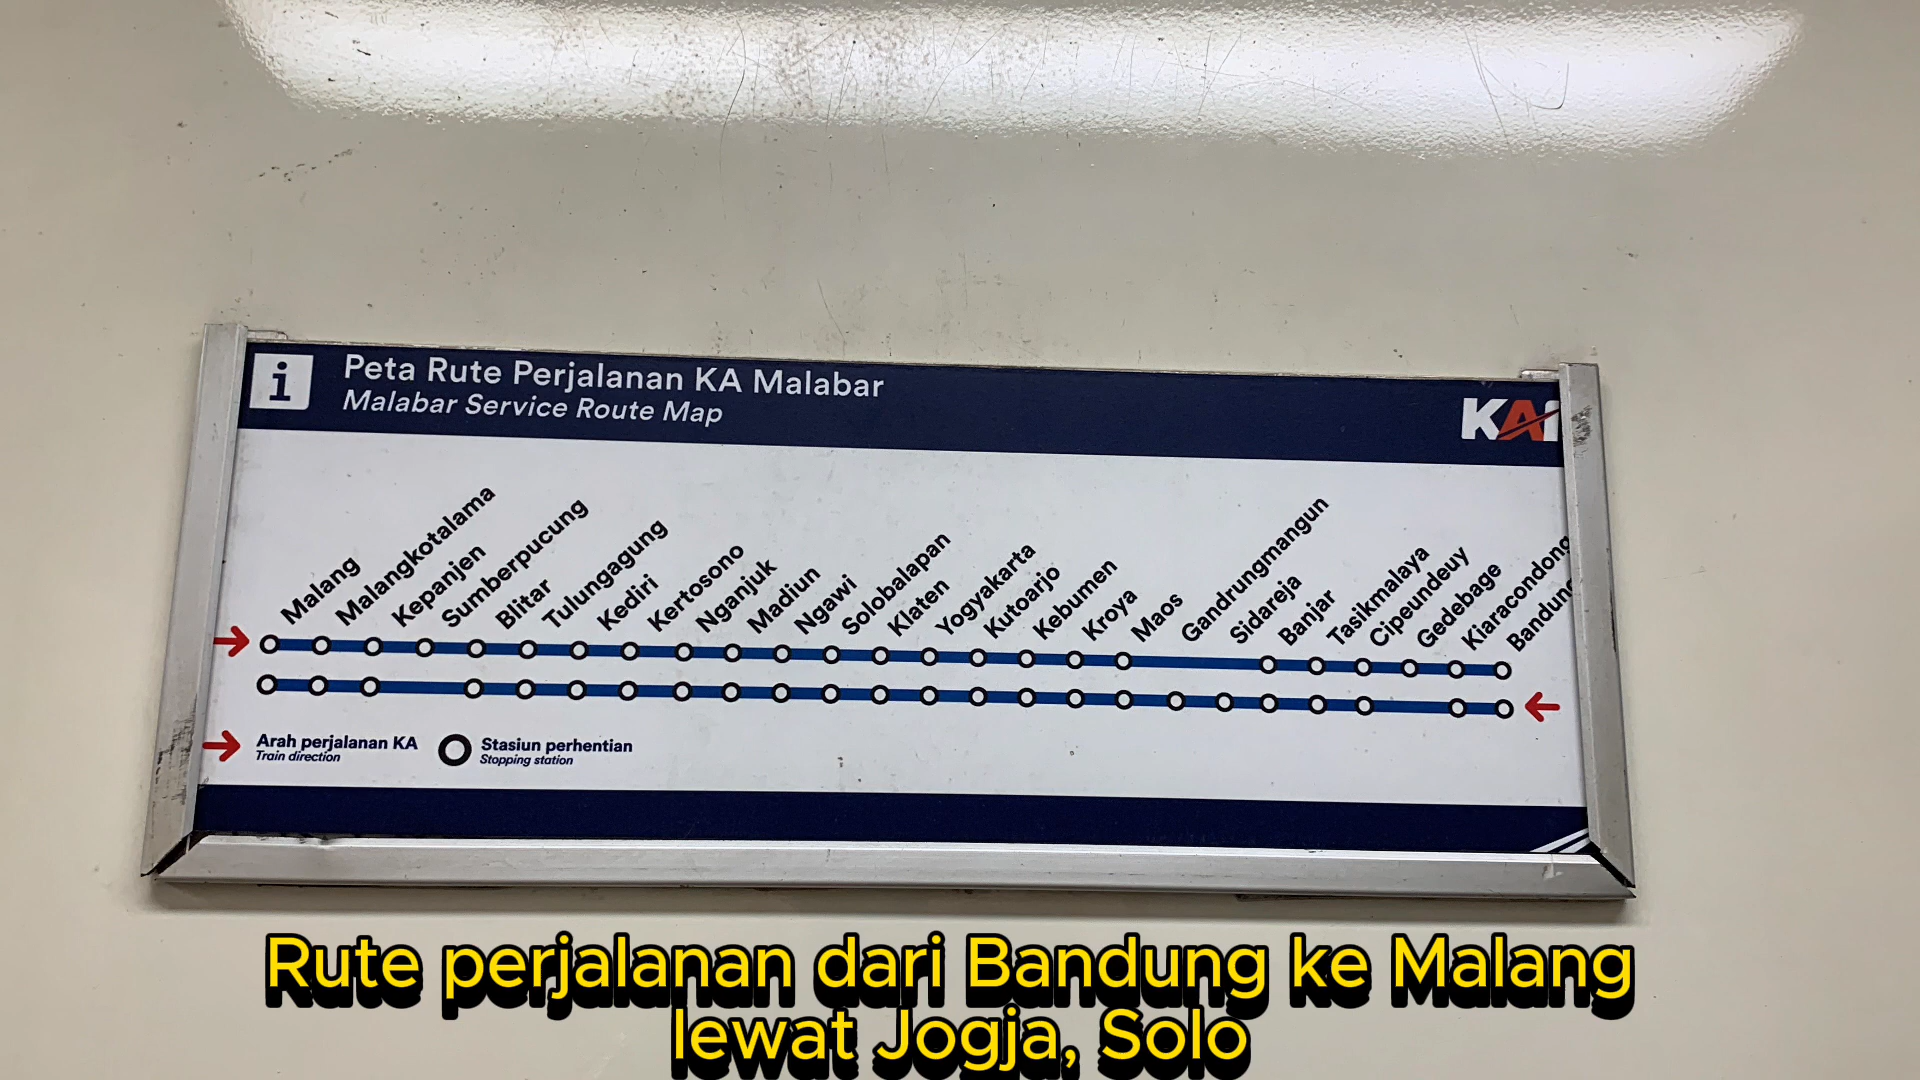 i
Peta Rute Perjalanan KA Malabar
Malabar Service Route Map
KAI
Malang
Malangkotalama
Kepanjen
Sumberpucung
Blitar
Tulungagung
Kediri
Kertosono
Nganjuk
Madiun
Ngawi
Solobalapan
Klaten
Yogyakarta
Kutoarjo
Kebumen
Kroya
Maos
Gandrungmangun
Sidareja
Banjar
Tasikmalaya
Cipeundeuy
Gedebage
Kiaracondong
Bandung
Arah perjalanan KA
Train direction
Stasiun perhentian
Stopping station
Rute perjalanan dari Bandung ke Malang
lewat Jogja, Solo